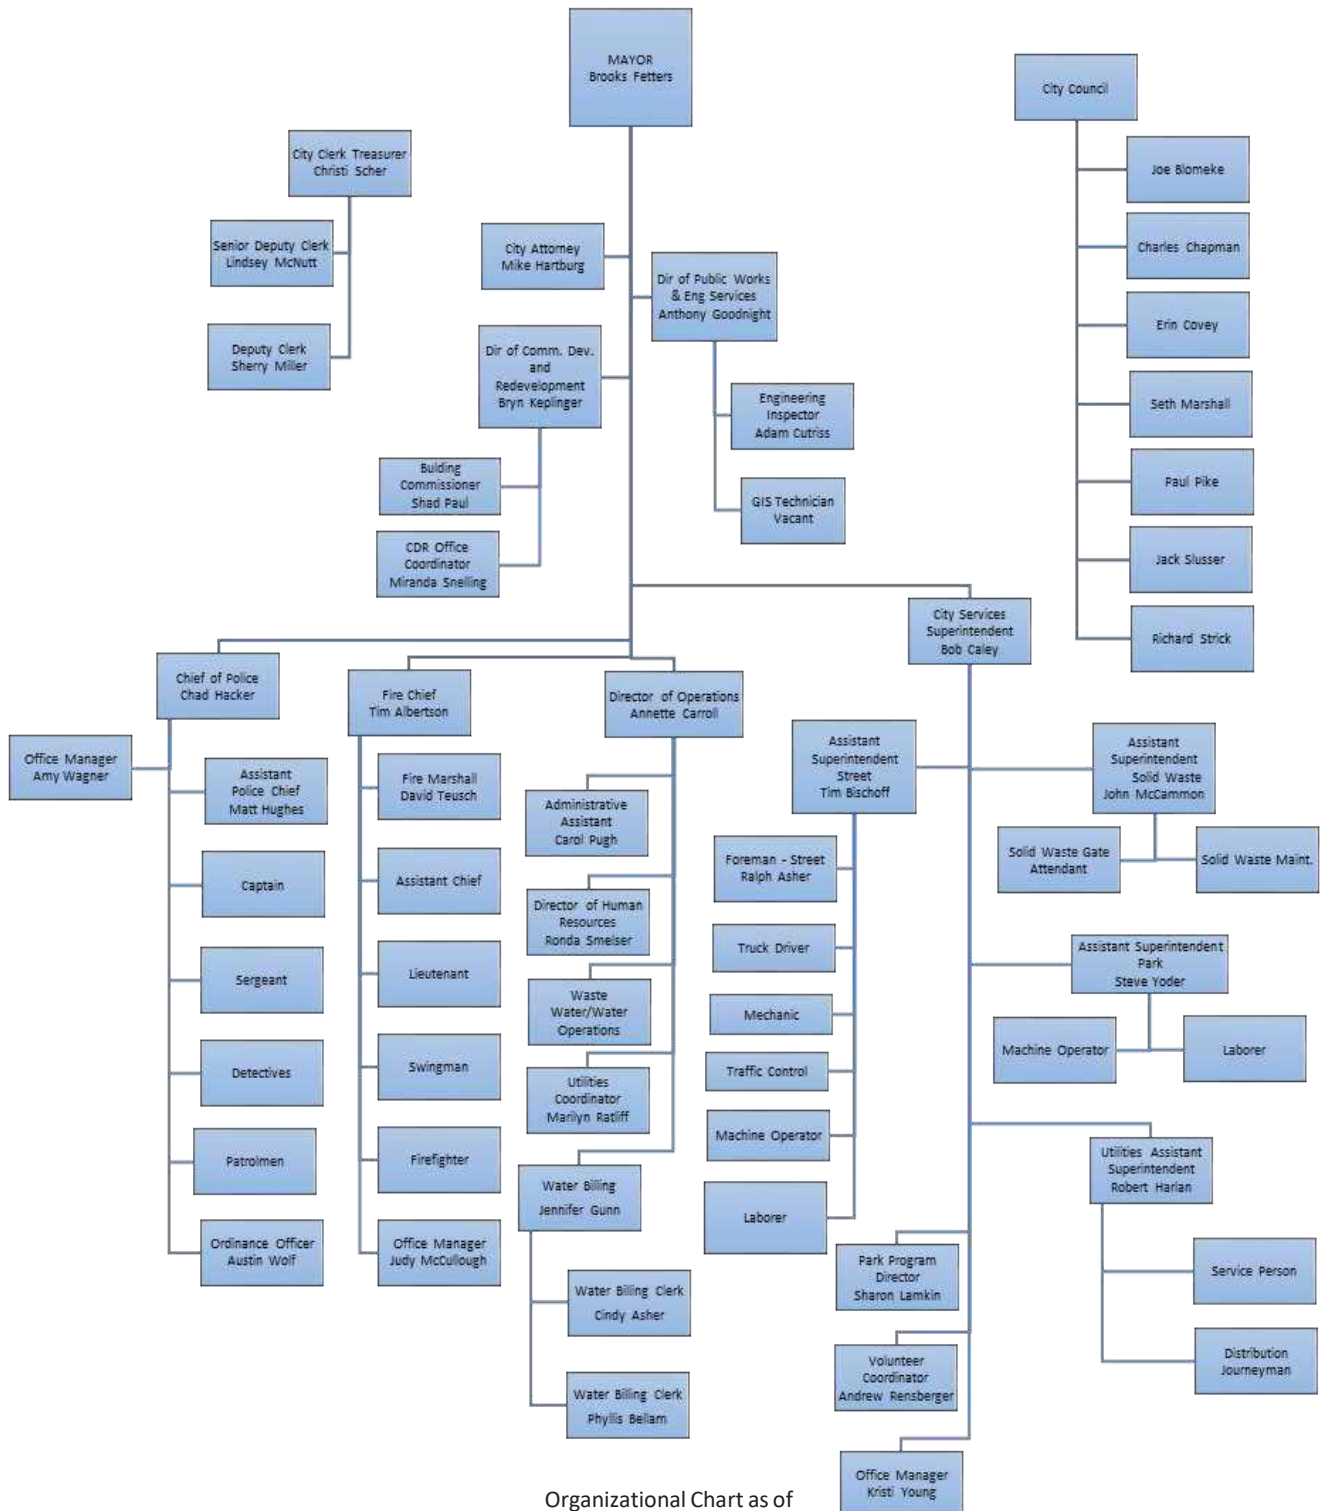 MAYOR
Brooks Fetters
City Council
City Clerk Treasurer
Christi Scher
Senior Deputy Clerk
Lindsey McNutt
Deputy Clerk
Sherry Miller
City Attorney
Mike Hartburg
Dir of Public Works
& Eng Services
Anthony Goodnight
Dir of Comm. Dev.
and
Redevelopment
Bryn Keplinger
Engineering
Inspector
Adam Cutriss
GIS Technician
Vacant
Bulding
Commissioner
Shad Paul
CDR Office
Coordinator
Miranda Snelling
Joe Blomeke
Charles Chapman
Erin Covey
Seth Marshall
Paul Pike
Jack Slusser
Richard Strick
City Services
Superintendent
Bob Caley
Chief of Police
Chad Hacker
Office Manager
Amy Wagner
Assistant
Police Chief
Matt Hughes
Captain
Sergeant
Detectives
Patrolmen
Ordinance Officer
Austin Wolf
Fire Chief
Tim Albertson
Fire Marshall
David Teusch
Assistant Chief
Lieutenant
Swingman
Firefighter
Office Manager
Judy McCullough
Director of Operations
Annette Carroll
Administrative
Assistant
Carol Pugh
Director of Human
Resources
Ronda Smelser
Waste
Water/Water
Operations
Utilities
Coordinator
Marilyn Ratliff
Water Billing
Jennifer Gunn
Water Billing Clerk
Cindy Asher
Water Billing Clerk
Phyllis Bellam
Assistant
Superintendent
Street
Tim Bischoff
Foreman - Street
Ralph Asher
Truck Driver
Mechanic
Traffic Control
Machine Operator
Laborer
Assistant
Superintendent
Solid Waste
John McCammon
Solid Waste Gate
Attendant
Solid Waste Maint.
Assistant Superintendent
Park
Steve Yoder
Machine Operator
Laborer
Utilities Assistant
Superintendent
Robert Harlan
Service Person
Distribution
Journeyman
Park Program
Director
Sharon Lamkin
Volunteer
Coordinator
Andrew Rensberger
Office Manager
Kristi Young
Organizational Chart as of